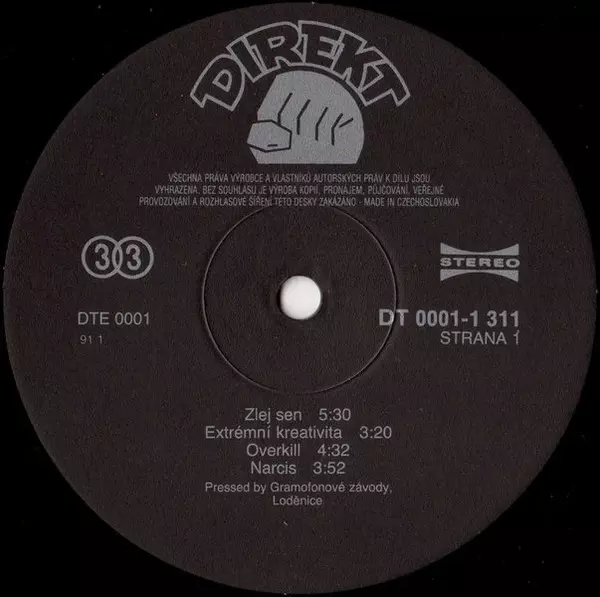 DIREKT
VŠECHNA PRÁVA VÝROBCE A VLASTNÍKŮ AUTORSKÝCH PRÁV K DÍLU JSOU
VYHRAZENA. BEZ SOUHLASU JE VÝROBA KOPIÍ, PRONÁJEM, PŮJČOVÁNÍ, VEŘEJNÉ
PROVOZOVÁNÍ A ROZHLASOVÉ ŠÍŘENÍ TÉTO DESKY ZAKÁZÁNO - MADE IN CZECHOSLOVAKIA
33
STEREO
DTE 0001
DT 0001-1 311
91 1
STRANA 1
Zlej sen 5:30
Extrémní kreativita 3:20
Overkill 4:32
Narcis 3:52
Pressed by Gramofonové závody,
Loděnice